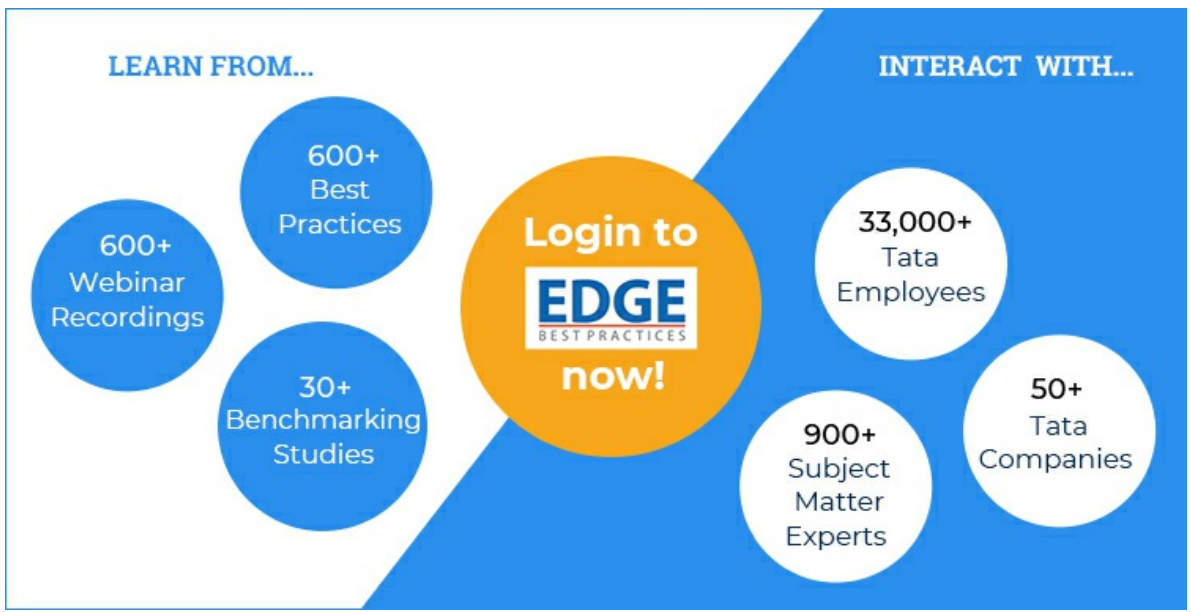 LEARN FROM...
600+
Best
Practices
600+
Webinar
Recordings
30+
Benchmarking
Studies
Login to
EDGE
BEST PRACTICES
now!
INTERACT WITH...
33,000+
Tata
Employees
50+
Tata
Companies
900+
Subject
Matter
Experts